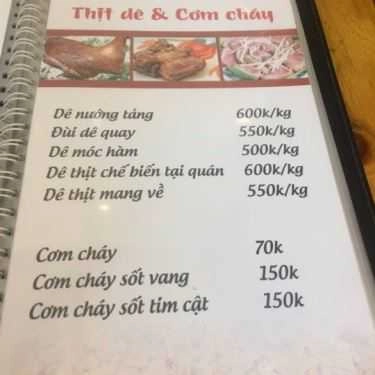 Thịt dê & Cơm cháy
Dê nướng tảng 600k/kg
Đùi dê quay 550k/kg
Dê móc hàm 500k/kg
Dê thịt chế biến tại quán 600k/kg
Dê thịt mang về 550k/kg
Cơm cháy 70k
Cơm cháy sốt vang 150k
Cơm cháy sốt tim cật 150k